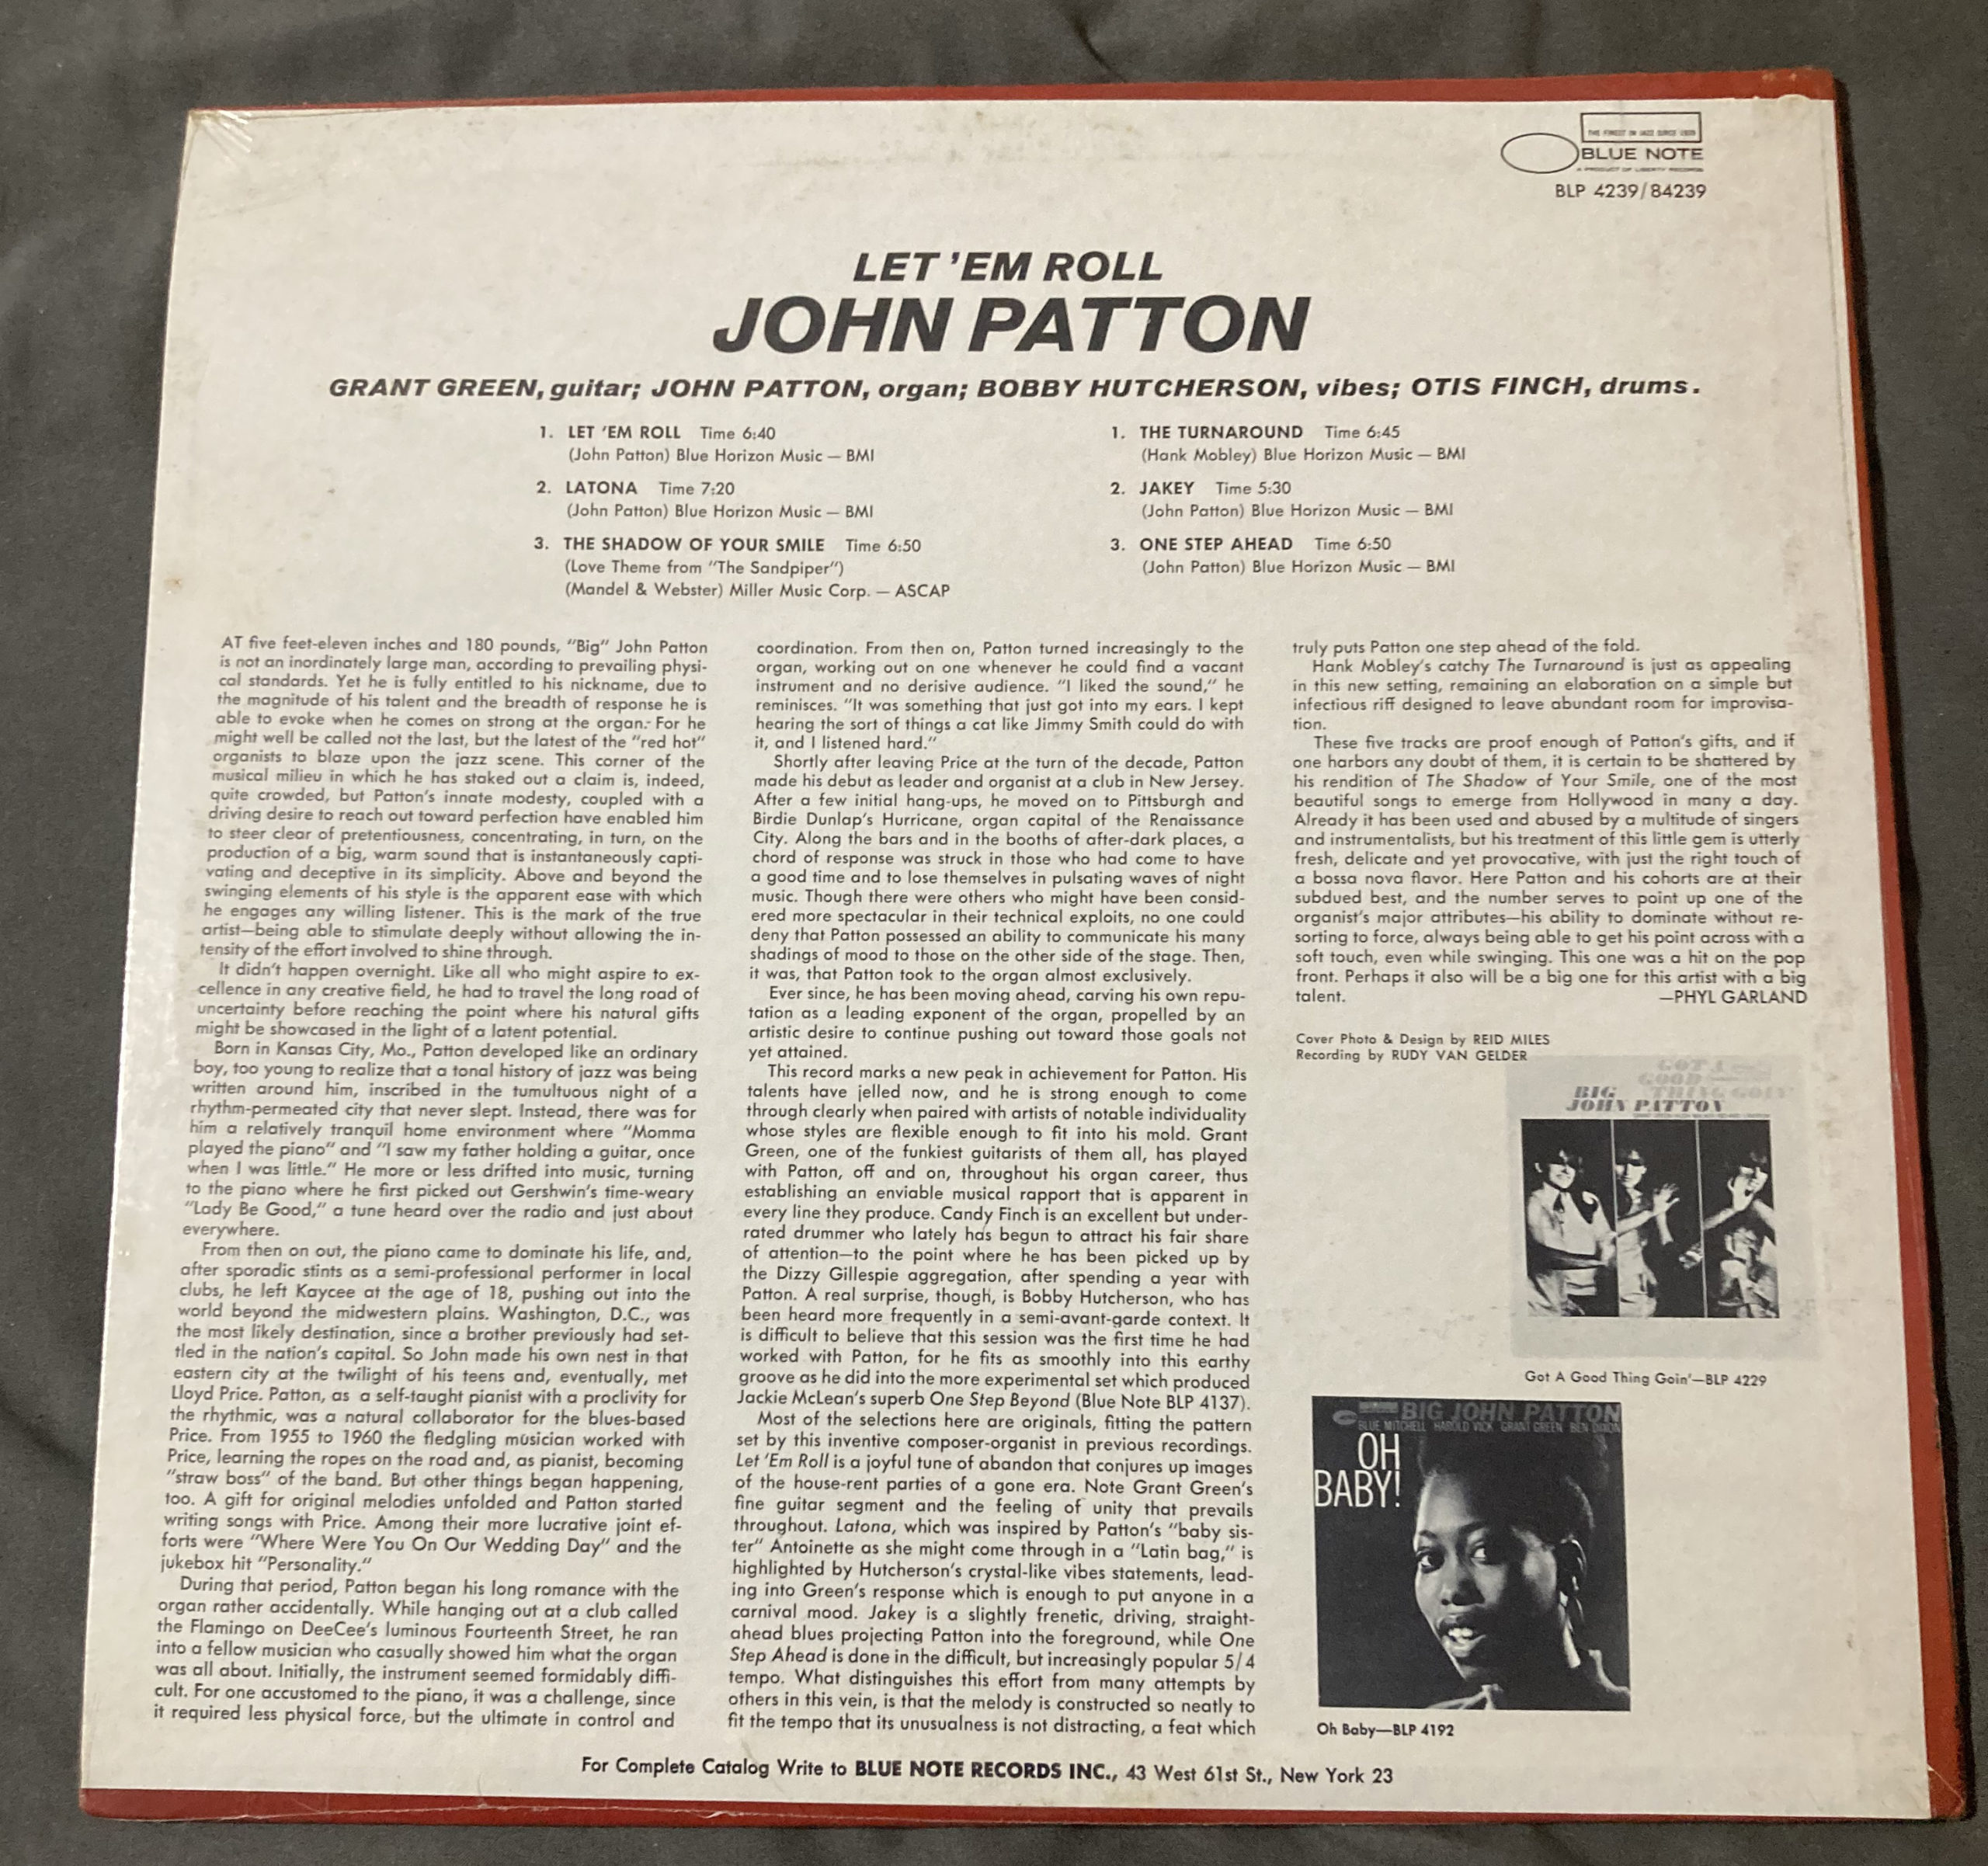 THE FINEST IN JAZZ SINCE 1939
BLUE NOTE
A PRODUCT OF LIBERTY RECORDS
BLP 4239/84239
LET 'EM ROLL
JOHN PATTON
GRANT GREEN, guitar; JOHN PATTON, organ; BOBBY HUTCHERSON, vibes; OTIS FINCH, drums.
1. LET 'EM ROLL Time 6:40
(John Patton) Blue Horizon Music — BMI
2. LATONA Time 7:20
(John Patton) Blue Horizon Music — BMI
3. THE SHADOW OF YOUR SMILE Time 6:50
(Love Theme from "The Sandpiper")
(Mandel & Webster) Miller Music Corp. — ASCAP
1. THE TURNAROUND Time 6:45
(Hank Mobley) Blue Horizon Music — BMI
2. JAKEY Time 5:30
(John Patton) Blue Horizon Music — BMI
3. ONE STEP AHEAD Time 6:50
(John Patton) Blue Horizon Music — BMI
AT five feet-eleven inches and 180 pounds, "Big" John Patton
is not an inordinately large man, according to prevailing physi-
cal standards. Yet he is fully entitled to his nickname, due to
the magnitude of his talent and the breadth of response he is
able to evoke when he comes on strong at the organ. For he
might well be called not the last, but the latest of the "red hot"
organists to blaze upon the jazz scene. This corner of the
musical milieu in which he has staked out a claim is, indeed,
quite crowded, but Patton's innate modesty, coupled with a
driving desire to reach out toward perfection have enabled him
to steer clear of pretentiousness, concentrating, in turn, on the
production of a big, warm sound that is instantaneously capti-
vating and deceptive in its simplicity. Above and beyond the
swinging elements of his style is the apparent ease with which
he engages any willing listener. This is the mark of the true
artist—being able to stimulate deeply without allowing the in-
tensity of the effort involved to shine through.
It didn't happen overnight. Like all who might aspire to ex-
cellence in any creative field, he had to travel the long road of
uncertainty before reaching the point where his natural gifts
might be showcased in the light of a latent potential.
Born in Kansas City, Mo., Patton developed like an ordinary
boy, too young to realize that a tonal history of jazz was being
written around him, inscribed in the tumultuous night of a
rhythm-permeated city that never slept. Instead, there was for
him a relatively tranquil home environment where "Momma
played the piano" and "I saw my father holding a guitar, once
when I was little." He more or less drifted into music, turning
to the piano where he first picked out Gershwin's time-weary
"Lady Be Good," a tune heard over the radio and just about
everywhere.
From then on out, the piano came to dominate his life, and,
after sporadic stints as a semi-professional performer in local
clubs, he left Kaycee at the age of 18, pushing out into the
world beyond the midwestern plains. Washington, D.C., was
the most likely destination, since a brother previously had set-
tled in the nation's capital. So John made his own nest in that
eastern city at the twilight of his teens and, eventually, met
Lloyd Price. Patton, as a self-taught pianist with a proclivity for
the rhythmic, was a natural collaborator for the blues-based
Price. From 1955 to 1960 the fledgling musician worked with
Price, learning the ropes on the road and, as pianist, becoming
"straw boss" of the band. But other things began happening,
too. A gift for original melodies unfolded and Patton started
writing songs with Price. Among their more lucrative joint ef-
forts were "Where Were You On Our Wedding Day" and the
jukebox hit "Personality."
During that period, Patton began his long romance with the
organ rather accidentally. While hanging out at a club called
the Flamingo on DeeCee's luminous Fourteenth Street, he ran
into a fellow musician who casually showed him what the organ
was all about. Initially, the instrument seemed formidably diffi-
cult. For one accustomed to the piano, it was a challenge, since
it required less physical force, but the ultimate in control and
coordination. From then on, Patton turned increasingly to the
organ, working out on one whenever he could find a vacant
instrument and no derisive audience. "I liked the sound," he
reminisces. "It was something that just got into my ears. I kept
hearing the sort of things a cat like Jimmy Smith could do with
it, and I listened hard."
Shortly after leaving Price at the turn of the decade, Patton
made his debut as leader and organist at a club in New Jersey.
After a few initial hang-ups, he moved on to Pittsburgh and
Birdie Dunlap's Hurricane, organ capital of the Renaissance
City. Along the bars and in the booths of after-dark places, a
chord of response was struck in those who had come to have
a good time and to lose themselves in pulsating waves of night
music. Though there were others who might have been consid-
ered more spectacular in their technical exploits, no one could
deny that Patton possessed an ability to communicate his many
shadings of mood to those on the other side of the stage. Then,
it was, that Patton took to the organ almost exclusively.
Ever since, he has been moving ahead, carving his own repu-
tation as a leading exponent of the organ, propelled by an
artistic desire to continue pushing out toward those goals not
yet attained.
This record marks a new peak in achievement for Patton. His
talents have jelled now, and he is strong enough to come
through clearly when paired with artists of notable individuality
whose styles are flexible enough to fit into his mold. Grant
Green, one of the funkiest guitarists of them all, has played
with Patton, off and on, throughout his organ career, thus
establishing an enviable musical rapport that is apparent in
every line they produce. Candy Finch is an excellent but under-
rated drummer who lately has begun to attract his fair share
of attention—to the point where he has been picked up by
the Dizzy Gillespie aggregation, after spending a year with
Patton. A real surprise, though, is Bobby Hutcherson, who has
been heard more frequently in a semi-avant-garde context. It
is difficult to believe that this session was the first time he had
worked with Patton, for he fits as smoothly into this earthy
groove as he did into the more experimental set which produced
Jackie McLean's superb One Step Beyond (Blue Note BLP 4137).
Most of the selections here are originals, fitting the pattern
set by this inventive composer-organist in previous recordings.
Let 'Em Roll is a joyful tune of abandon that conjures up images
of the house-rent parties of a gone era. Note Grant Green's
fine guitar segment and the feeling of unity that prevails
throughout. Latona, which was inspired by Patton's "baby sis-
ter" Antoinette as she might come through in a "Latin bag," is
highlighted by Hutcherson's crystal-like vibes statements, lead-
ing into Green's response which is enough to put anyone in a
carnival mood. Jakey is a slightly frenetic, driving, straight-
ahead blues projecting Patton into the foreground, while One
Step Ahead is done in the difficult, but increasingly popular 5/4
tempo. What distinguishes this effort from many attempts by
others in this vein, is that the melody is constructed so neatly to
fit the tempo that its unusualness is not distracting, a feat which
truly puts Patton one step ahead of the fold.
Hank Mobley's catchy The Turnaround is just as appealing
in this new setting, remaining an elaboration on a simple but
infectious riff designed to leave abundant room for improvisa-
tion.
These five tracks are proof enough of Patton's gifts, and if
one harbors any doubt of them, it is certain to be shattered by
his rendition of The Shadow of Your Smile, one of the most
beautiful songs to emerge from Hollywood in many a day.
Already it has been used and abused by a multitude of singers
and instrumentalists, but his treatment of this little gem is utterly
fresh, delicate and yet provocative, with just the right touch of
a bossa nova flavor. Here Patton and his cohorts are at their
subdued best, and the number serves to point up one of the
organist's major attributes—his ability to dominate without re-
sorting to force, always being able to get his point across with a
soft touch, even while swinging. This one was a hit on the pop
front. Perhaps it also will be a big one for this artist with a big
talent. —PHYL GARLAND
Cover Photo & Design by REID MILES
Recording by RUDY VAN GELDER
GOT A
GOOD
BIG THING GOIN'
JOHN PATTON
Got A Good Thing Goin'—BLP 4229
BIG JOHN PATTON
BLUE MITCHELL HAROLD VICK GRANT GREEN BEN DIXON
OH
BABY!
Oh Baby—BLP 4192
For Complete Catalog Write to BLUE NOTE RECORDS INC., 43 West 61st St., New York 23